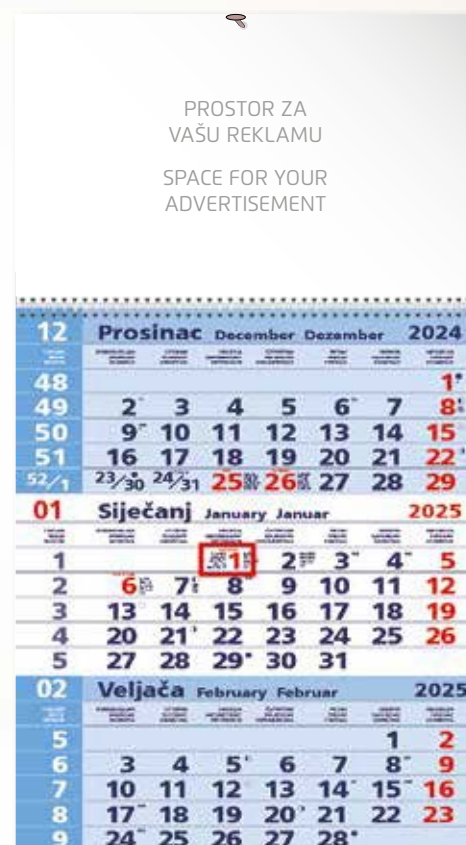 PROSTOR ZA
VAŠU REKLAMU
SPACE FOR YOUR
ADVERTISEMENT
12 Prosinac December Dezember 2024
48 1
49 2 3 4 5 6 7 8
50 9 10 11 12 13 14 15
51 16 17 18 19 20 21 22
52/1 23/30 24/31 25 26 27 28 29
01 Siječanj January Januar 2025
1 1 2 3 4 5
2 6 7 8 9 10 11 12
3 13 14 15 16 17 18 19
4 20 21 22 23 24 25 26
5 27 28 29 30 31
02 Veljača February Februar 2025
5 1 2
6 3 4 5 6 7 8 9
7 10 11 12 13 14 15 16
8 17 18 19 20 21 22 23
9 24 25 26 27 28